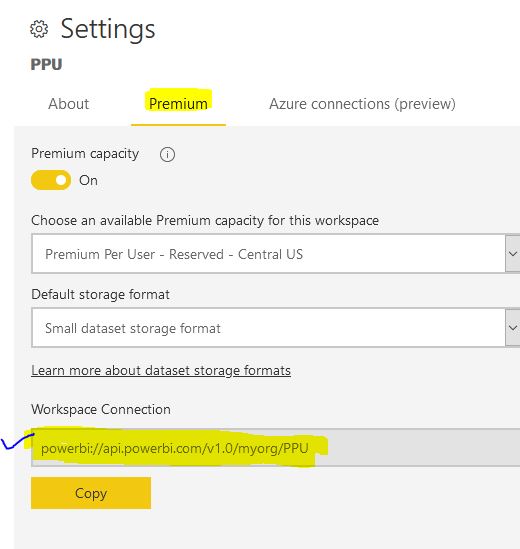 Settings
PPU
About Premium Azure connections (preview)
Premium capacity
On
Choose an available Premium capacity for this workspace
Premium Per User - Reserved - Central US
Default storage format
Small dataset storage format
Learn more about dataset storage formats
Workspace Connection
powerbi://api.powerbi.com/v1.0/myorg/PPU
Copy